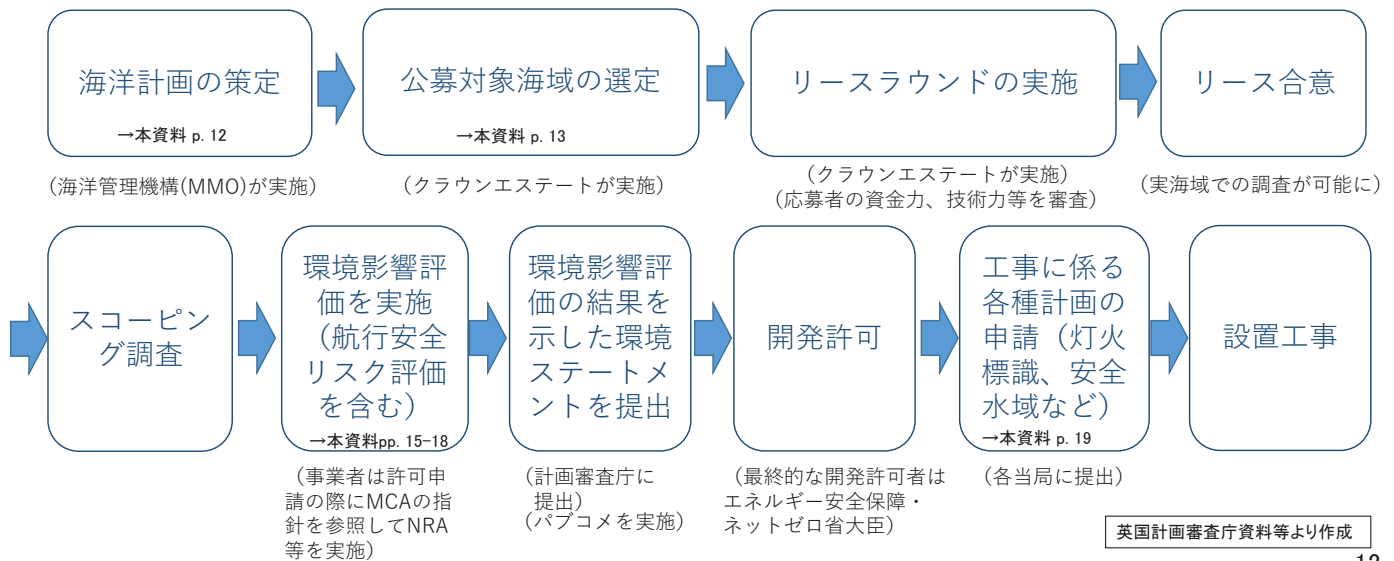 海洋計画の策定
→本資料 p. 12
(海洋管理機構(MMO)が実施)
公募対象海域の選定
→本資料 p. 13
(クラウンエステートが実施)
リースラウンドの実施
(クラウンエステートが実施)
(応募者の資金力、技術力等を審査)
リース合意
(実海域での調査が可能に)
スコーピン
グ調査
環境影響評
価を実施
（航行安全
リスク評価
を含む）
→本資料pp. 15-18
（事業者は許可申
請の際にMCAの指
針を参照してNRA
等を実施）
環境影響評
価の結果を
示した環境
ステートメ
ントを提出
（計画審査庁に
提出）
（パブコメを実施）
開発許可
（最終的な開発許可者は
エネルギー安全保障・
ネットゼロ省大臣）
工事に係る
各種計画の
申請（灯火
標識、安全
水域など）
→本資料 p. 19
（各当局に提出）
設置工事
英国計画審査庁資料等より作成